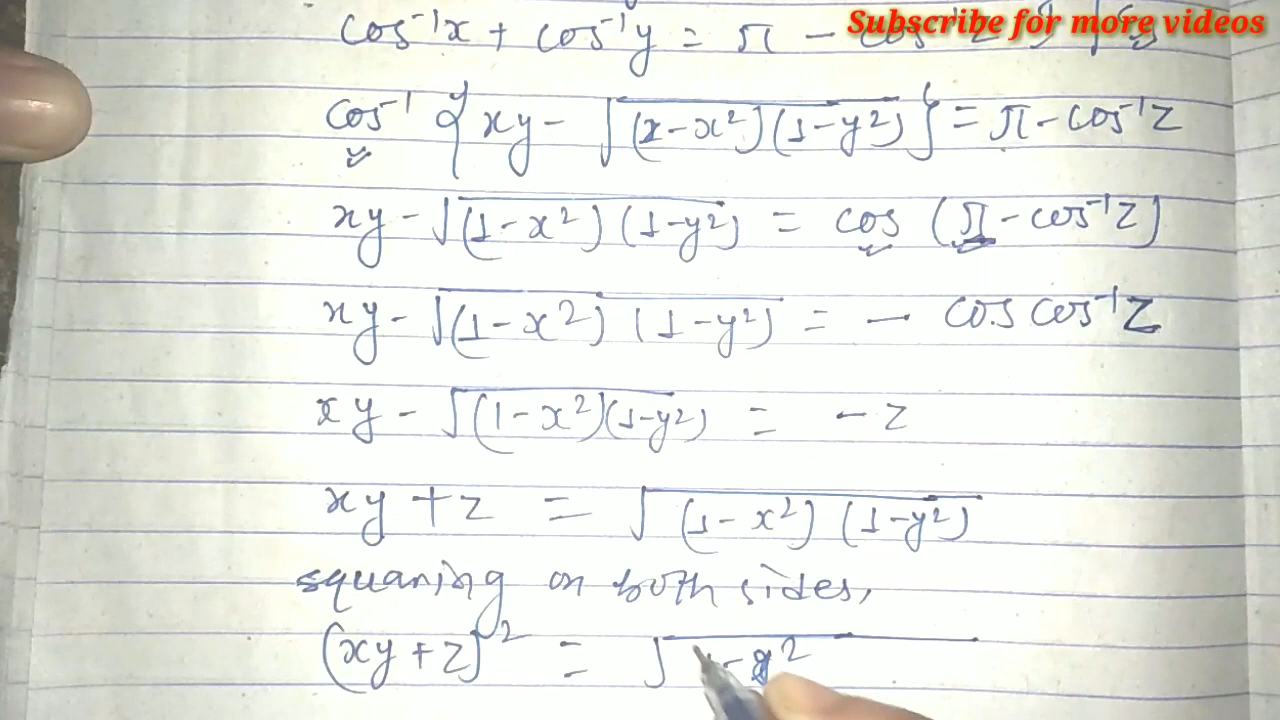 Subscribe for more videos
cos⁻¹x + cos⁻¹y = π - cos⁻¹z
cos⁻¹ {xy - √(x-x²)(1-y²)} = π - cos⁻¹z
xy - √(1-x²)(1-y²) = cos (π - cos⁻¹z)
xy - √(1-x²)(1-y²) = - cos cos⁻¹z
xy - √(1-x²)(1-y²) = -z
xy + z = √(1-x²)(1-y²)
squaring on both sides,
(xy+z)² = √1-x²